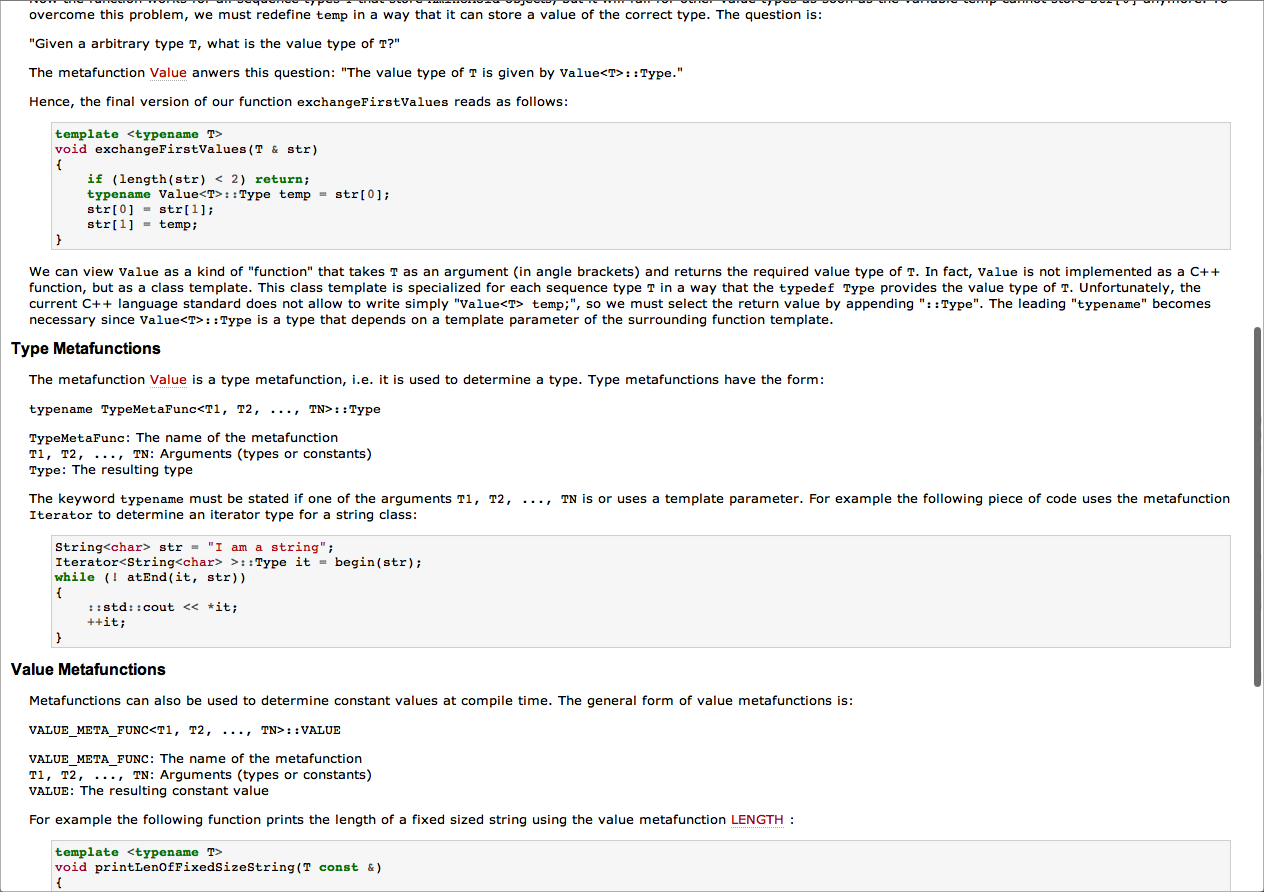 overcome this problem, we must redefine temp in a way that it can store a value of the correct type. The question is:
"Given a arbitrary type T, what is the value type of T?"
The metafunction Value anwers this question: "The value type of T is given by Value<T>::Type."
Hence, the final version of our function exchangeFirstValues reads as follows:
template <typename T>
void exchangeFirstValues(T & str)
{
    if (length(str) < 2) return;
    typename Value<T>::Type temp = str[0];
    str[0] = str[1];
    str[1] = temp;
}
We can view Value as a kind of "function" that takes T as an argument (in angle brackets) and returns the required value type of T. In fact, Value is not implemented as a C++
function, but as a class template. This class template is specialized for each sequence type T in a way that the typedef Type provides the value type of T. Unfortunately, the
current C++ language standard does not allow to write simply "Value<T> temp;", so we must select the return value by appending "::Type". The leading "typename" becomes
necessary since Value<T>::Type is a type that depends on a template parameter of the surrounding function template.
Type Metafunctions
The metafunction Value is a type metafunction, i.e. it is used to determine a type. Type metafunctions have the form:
typename TypeMetaFunc<T1, T2, ..., TN>::Type
TypeMetaFunc: The name of the metafunction
T1, T2, ..., TN: Arguments (types or constants)
Type: The resulting type
The keyword typename must be stated if one of the arguments T1, T2, ..., TN is or uses a template parameter. For example the following piece of code uses the metafunction
Iterator to determine an iterator type for a string class:
String<char> str = "I am a string";
Iterator<String<char> >::Type it = begin(str);
while (! atEnd(it, str))
{
    ::std::cout << *it;
    ++it;
}
Value Metafunctions
Metafunctions can also be used to determine constant values at compile time. The general form of value metafunctions is:
VALUE_META_FUNC<T1, T2, ..., TN>::VALUE
VALUE_META_FUNC: The name of the metafunction
T1, T2, ..., TN: Arguments (types or constants)
VALUE: The resulting constant value
For example the following function prints the length of a fixed sized string using the value metafunction LENGTH :
template <typename T>
void printLenOfFixedSizeString(T const &)
{